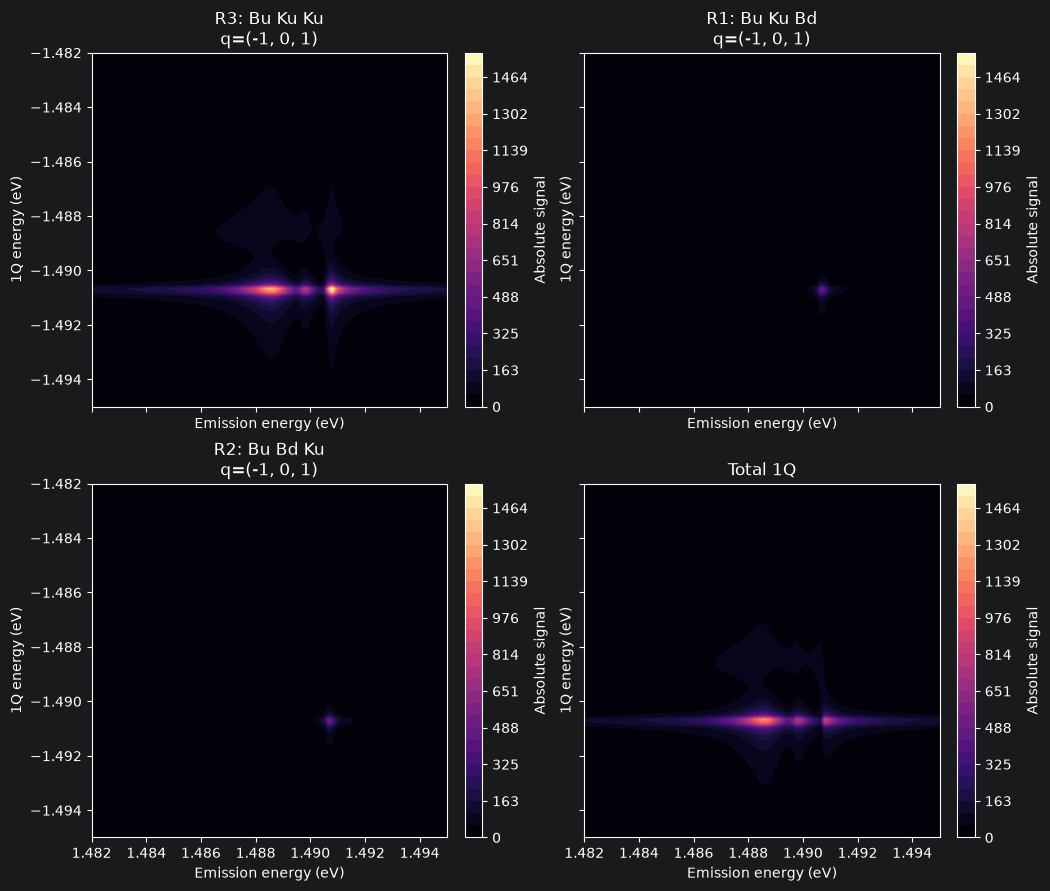 R3: Bu Ku Ku
q=(-1, 0, 1)
−1.482
−1.484
−1.486
−1.488
−1.490
−1.492
−1.494
1Q energy (eV)
Emission energy (eV)
1464
1302
1139
976
814
651
488
325
163
0
Absolute signal
R1: Bu Ku Bd
q=(-1, 0, 1)
1Q energy (eV)
Emission energy (eV)
1464
1302
1139
976
814
651
488
325
163
0
Absolute signal
R2: Bu Bd Ku
q=(-1, 0, 1)
−1.482
−1.484
−1.486
−1.488
−1.490
−1.492
−1.494
1Q energy (eV)
1.482 1.484 1.486 1.488 1.490 1.492 1.494
Emission energy (eV)
1464
1302
1139
976
814
651
488
325
163
0
Absolute signal
Total 1Q
1Q energy (eV)
1.482 1.484 1.486 1.488 1.490 1.492 1.494
Emission energy (eV)
1464
1302
1139
976
814
651
488
325
163
0
Absolute signal